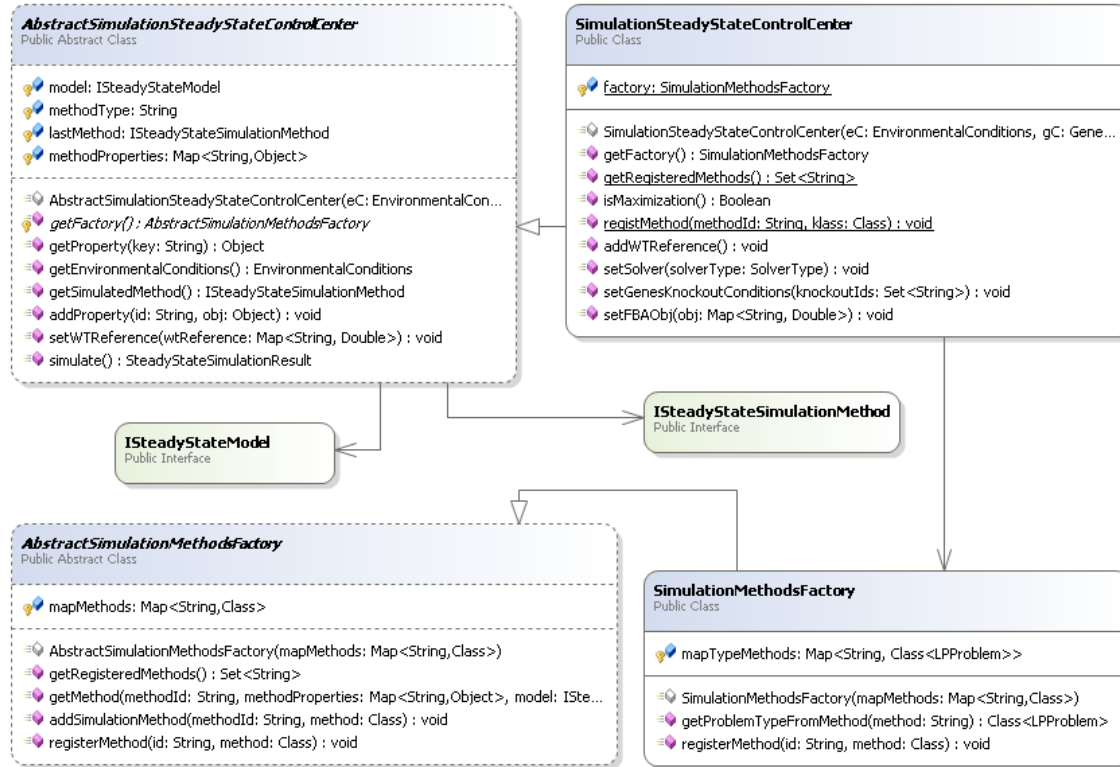 AbstractSimulationSteadyStateControlCenter
Public Abstract Class
model: ISteadyStateModel
methodType: String
lastMethod: ISteadyStateSimulationMethod
methodProperties: Map<String,Object>
AbstractSimulationSteadyStateControlCenter(eC: EnvironmentalCon...
getFactory() : AbstractSimulationMethodsFactory
getProperty(key: String) : Object
getEnvironmentalConditions() : EnvironmentalConditions
getSimulatedMethod() : ISteadyStateSimulationMethod
addProperty(id: String, obj: Object) : void
setWTReference(wtReference: Map<String, Double>) : void
simulate() : SteadyStateSimulationResult
SimulationSteadyStateControlCenter
Public Class
factory: SimulationMethodsFactory
SimulationSteadyStateControlCenter(eC: EnvironmentalConditions, gC: Gene...
getFactory() : SimulationMethodsFactory
getRegisteredMethods() : Set<String>
isMaximization() : Boolean
registMethod(methodId: String, klass: Class) : void
addWTReference() : void
setSolver(solverType: SolverType) : void
setGenesKnockoutConditions(knockoutIds: Set<String>) : void
setFBAObj(obj: Map<String, Double>) : void
ISteadyStateModel
Public Interface
ISteadyStateSimulationMethod
Public Interface
AbstractSimulationMethodsFactory
Public Abstract Class
mapMethods: Map<String,Class>
AbstractSimulationMethodsFactory(mapMethods: Map<String,Class>)
getRegisteredMethods() : Set<String>
getMethod(methodId: String, methodProperties: Map<String,Object>, model: ISte...
addSimulationMethod(methodId: String, method: Class) : void
registerMethod(id: String, method: Class) : void
SimulationMethodsFactory
Public Class
mapTypeMethods: Map<String, Class<LPProblem>>
SimulationMethodsFactory(mapMethods: Map<String,Class>)
getProblemTypeFromMethod(method: String) : Class<LPProblem>
registerMethod(id: String, method: Class) : void